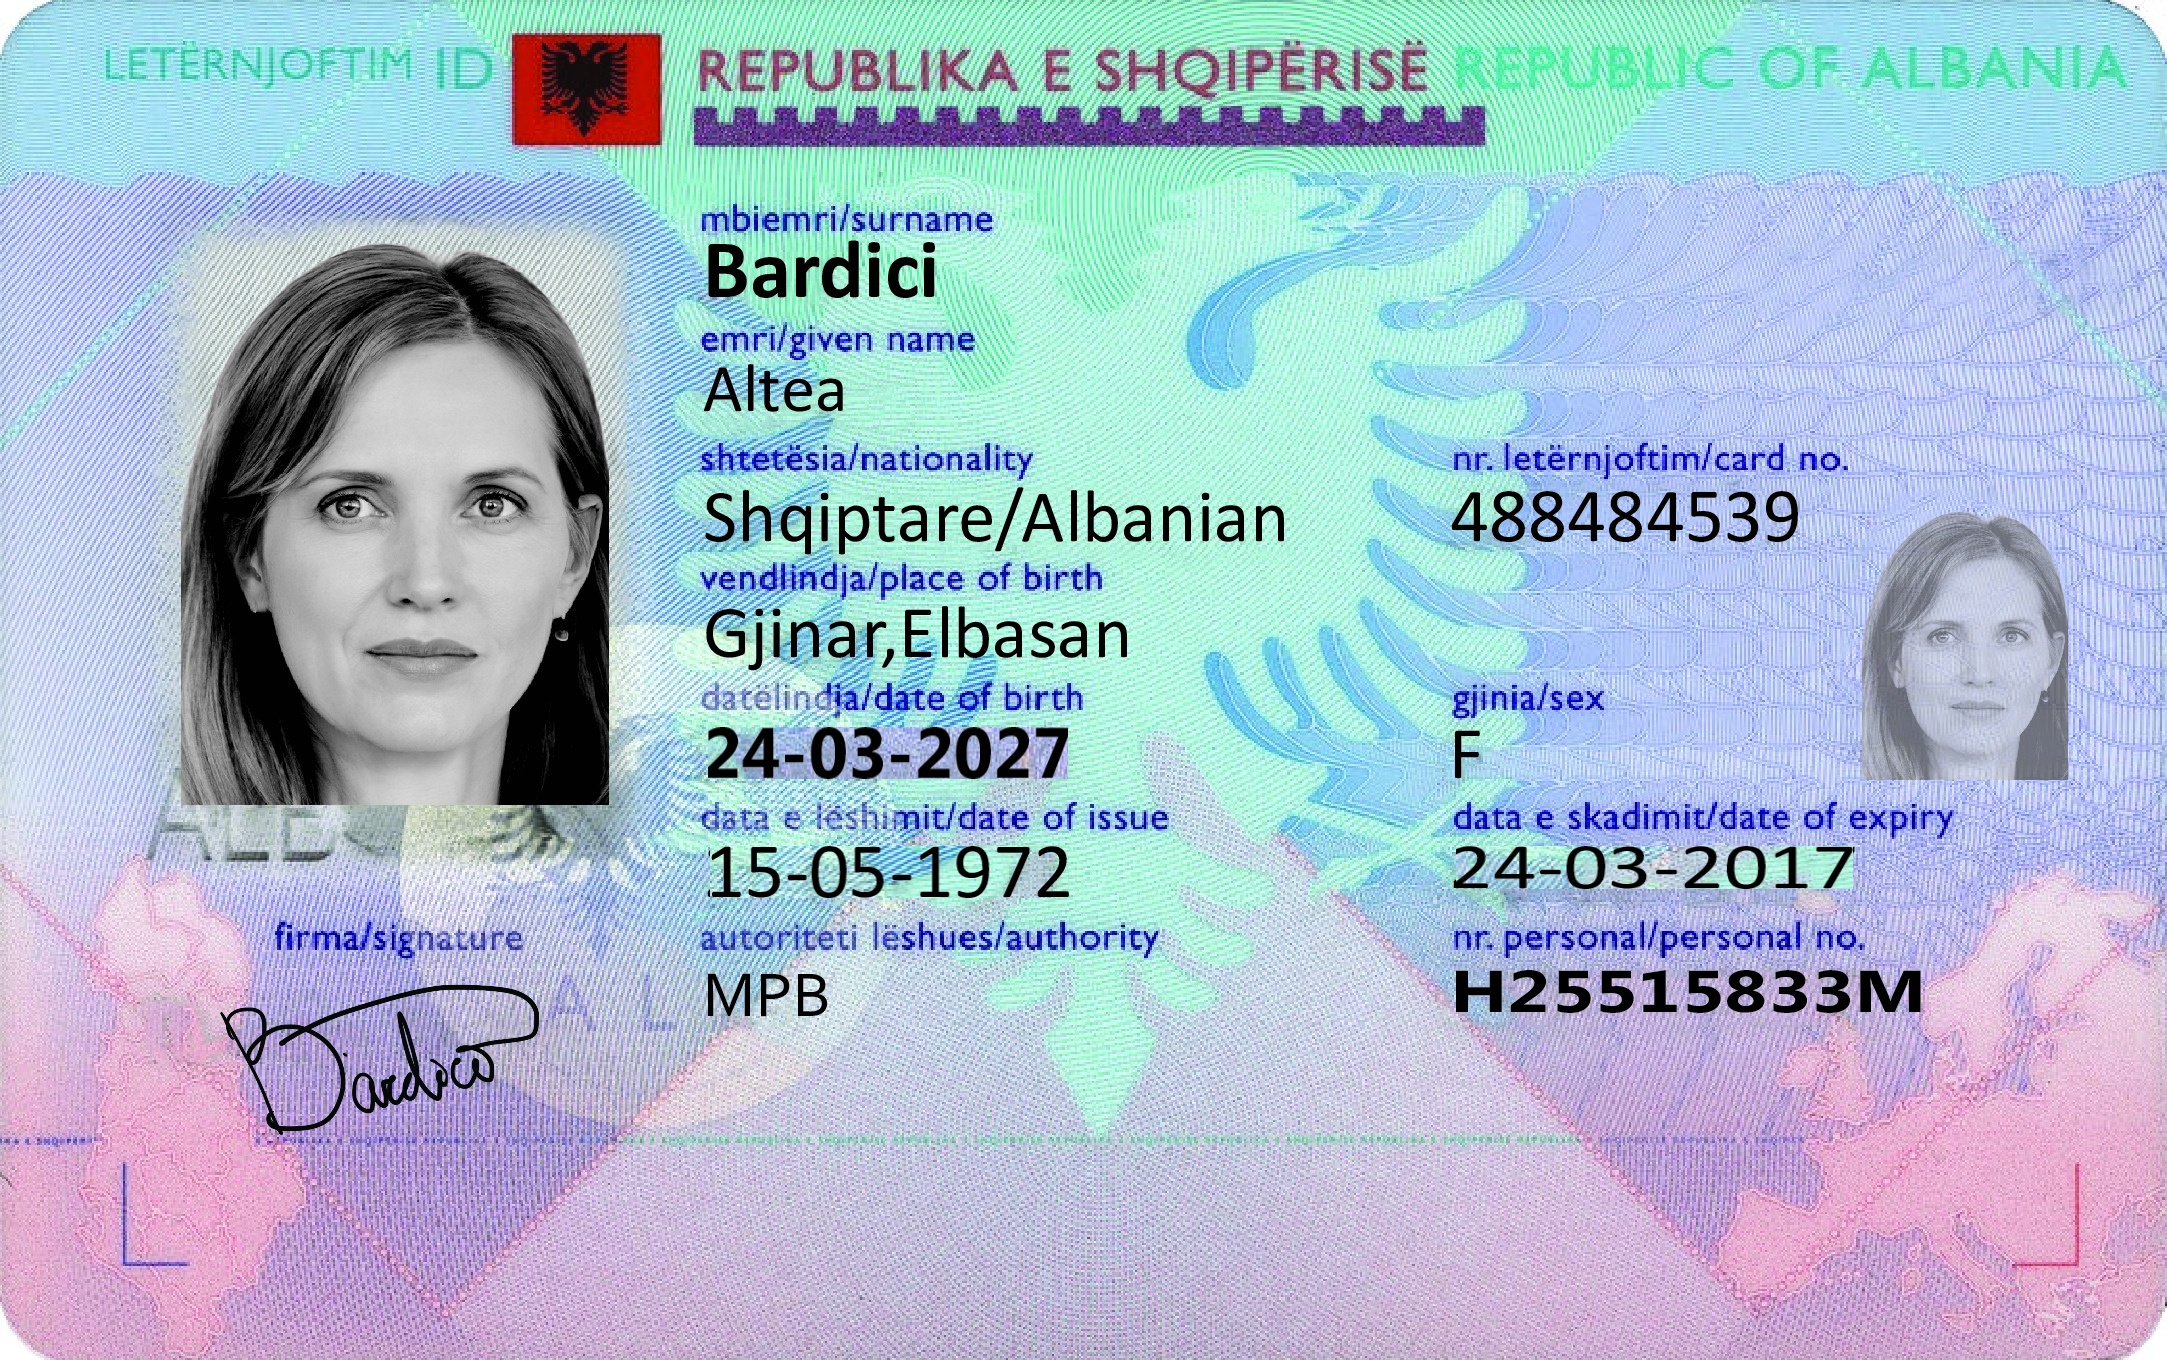 LETËRNJOFTIM ID REPUBLIKA E SHQIPËRISË REPUBLIC OF ALBANIA
mbiemri/surname
Bardici
emri/given name
Altea
shtetësia/nationality nr. letërnjoftim/card no.
Shqiptare/Albanian 488484539
vendlindja/place of birth
Gjinar,Elbasan
datëlindja/date of birth gjinia/sex
24-03-2027 F
data e lëshimit/date of issue data e skadimit/date of expiry
15-05-1972 24-03-2017
firma/signature autoriteti lëshues/authority nr. personal/personal no.
MPB H25515833M
Bardici